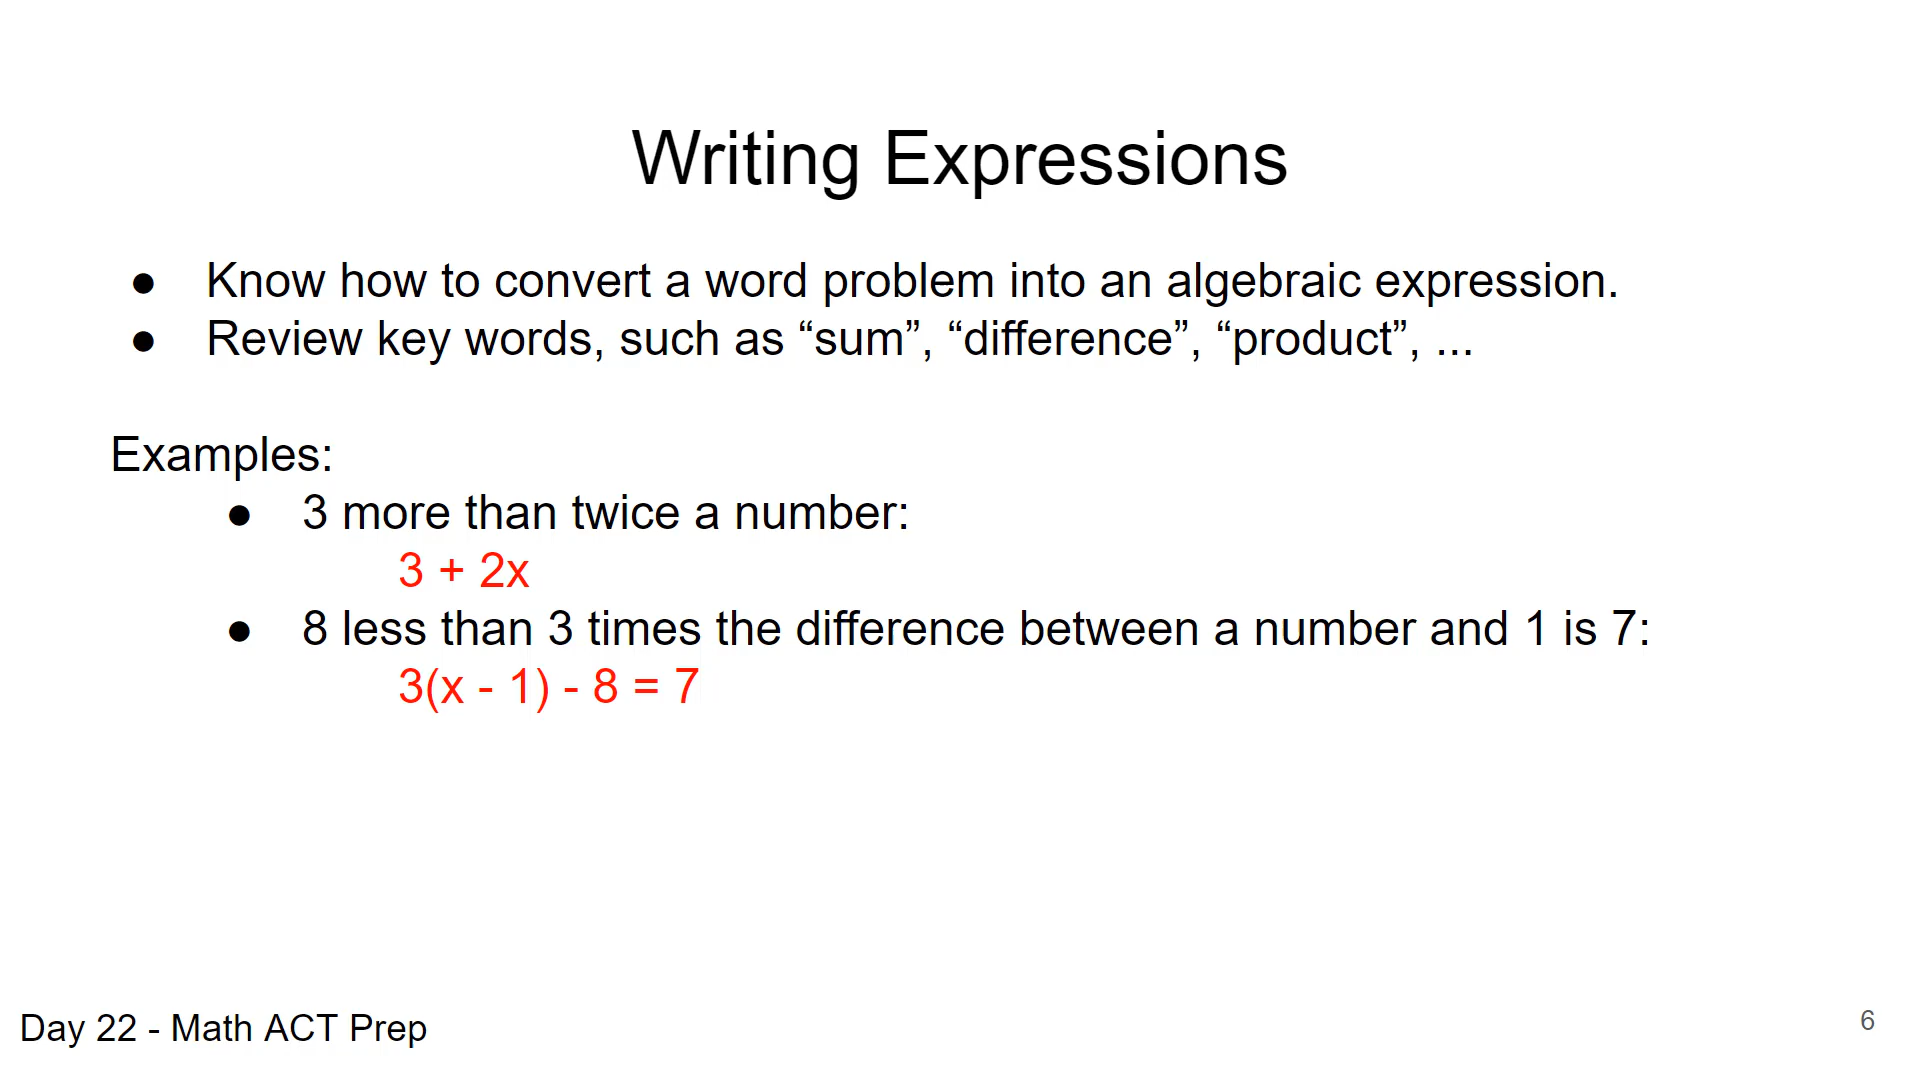 Writing Expressions
● Know how to convert a word problem into an algebraic expression.
● Review key words, such as “sum”, “difference”, “product”, ...
Examples:
● 3 more than twice a number:
3 + 2x
● 8 less than 3 times the difference between a number and 1 is 7:
3(x - 1) - 8 = 7
Day 22 - Math ACT Prep
6